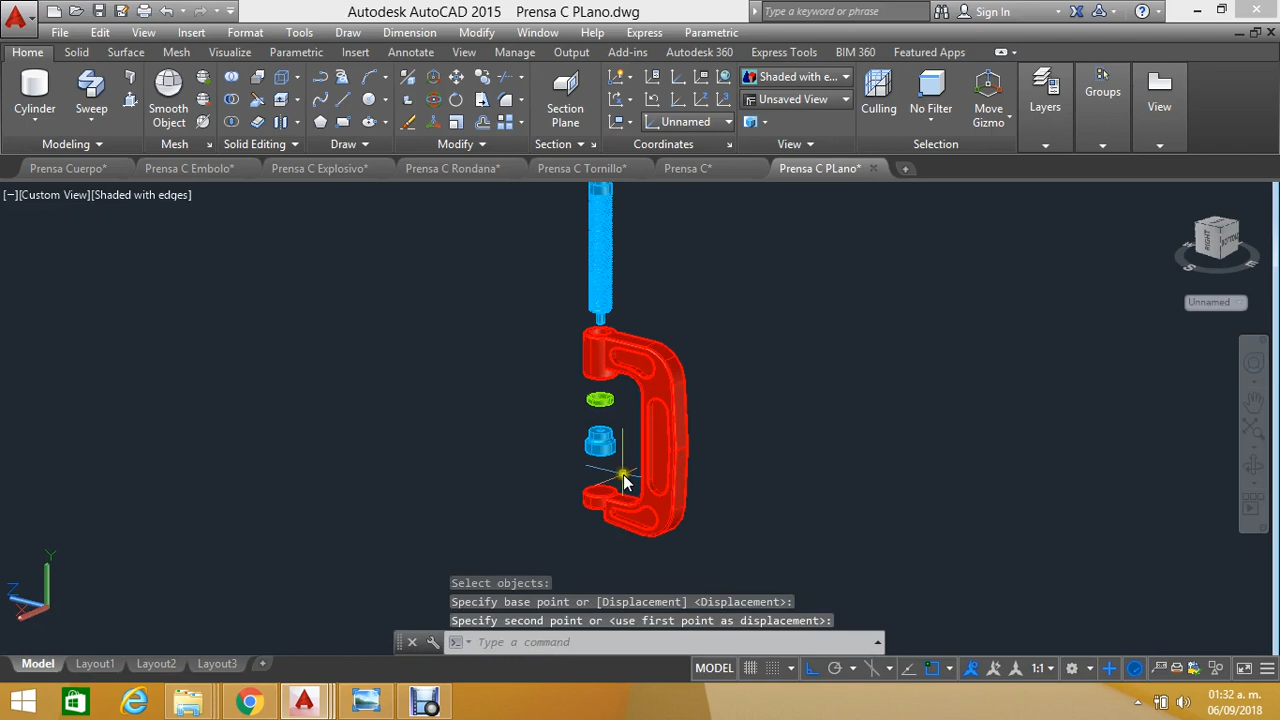 Autodesk AutoCAD 2015 Prensa C PLano.dwg
Type a keyword or phrase
Sign In
File Edit View Insert Format Tools Draw Dimension Modify Window Help Express Parametric
Home Solid Surface Mesh Visualize Parametric Insert Annotate View Manage Output Add-ins Autodesk 360 Express Tools BIM 360 Featured Apps
Cylinder
Sweep
Smooth Object
Section Plane
Shaded with e...
Unsaved View
Unnamed
Culling
No Filter
Move Gizmo
Layers
Groups
View
Modeling
Mesh
Solid Editing
Draw
Modify
Section
Coordinates
View
Selection
Prensa Cuerpo* Prensa C Embolo* Prensa C Explosivo* Prensa C Rondana* Prensa C Tornillo* Prensa C* Prensa C PLano*
[−][Custom View][Shaded with edges]
RIGHT
BOTTOM
S
E
Unnamed
Y
Z
X
Select objects:
Specify base point or [Displacement] <Displacement>:
Specify second point or <use first point as displacement>:
Type a command
Model Layout1 Layout2 Layout3
MODEL
1:1
01:32 a. m.
06/09/2018